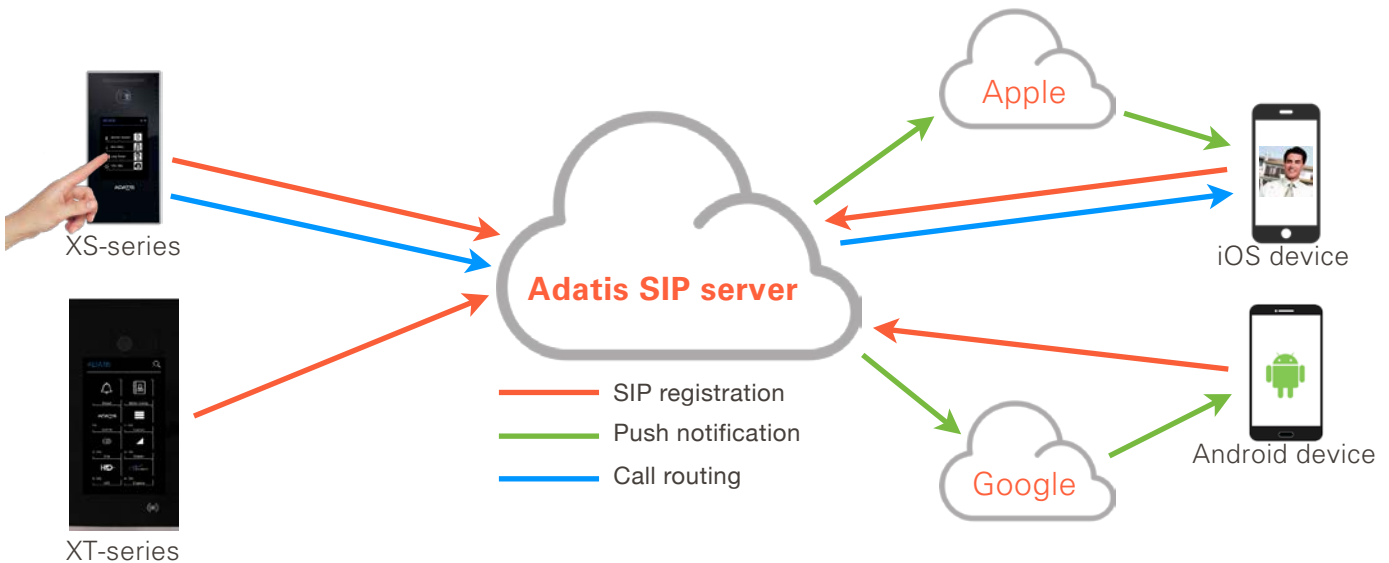 Apple
XS-series
ADATIS
iOS device
Adatis SIP server
SIP registration
Push notification
Call routing
Google
Android device
XT-series